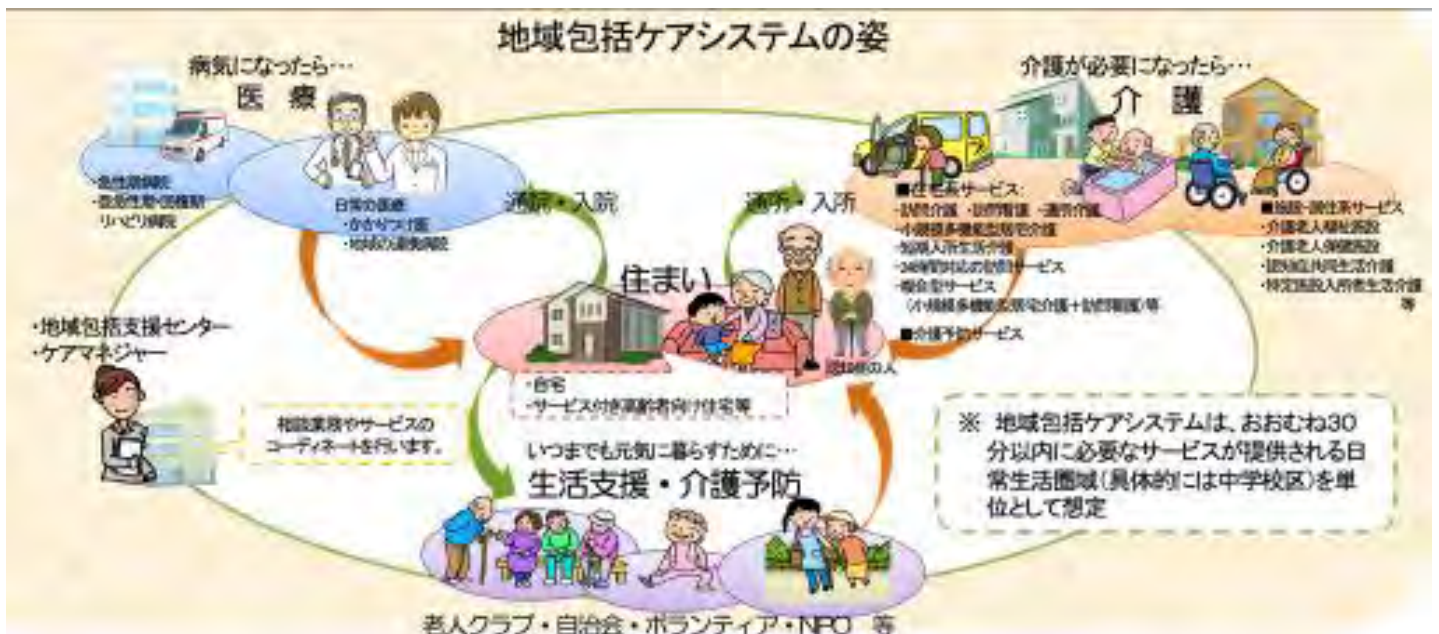 地域包括ケアシステムの姿
病気になったら…
医 療
・急性期病院
・亜急性期・回復期
リハビリ病院
日常の医療:
・かかりつけ医
・地域の連携病院
通院・入院
通所・入所
介護が必要になったら…
介 護
■在宅系サービス:
・訪問介護 ・訪問看護 ・通所介護
・小規模多機能型居宅介護
・短期入所生活介護
・24時間対応の訪問サービス
・複合型サービス
(小規模多機能型居宅介護+訪問看護)等
■介護予防サービス
■施設・居住系サービス
・介護老人福祉施設
・介護老人保健施設
・認知症共同生活介護
・特定施設入所者生活介護
等
住まい
認知症の人
・自宅
・サービス付き高齢者向け住宅等
・地域包括支援センター
・ケアマネジャー
相談業務やサービスの
コーディネートを行います。
いつまでも元気に暮らすために…
生活支援・介護予防
老人クラブ・自治会・ボランティア・NPO 等
※ 地域包括ケアシステムは、おおむね30
分以内に必要なサービスが提供される日
常生活圏域(具体的には中学校区)を単
位として想定